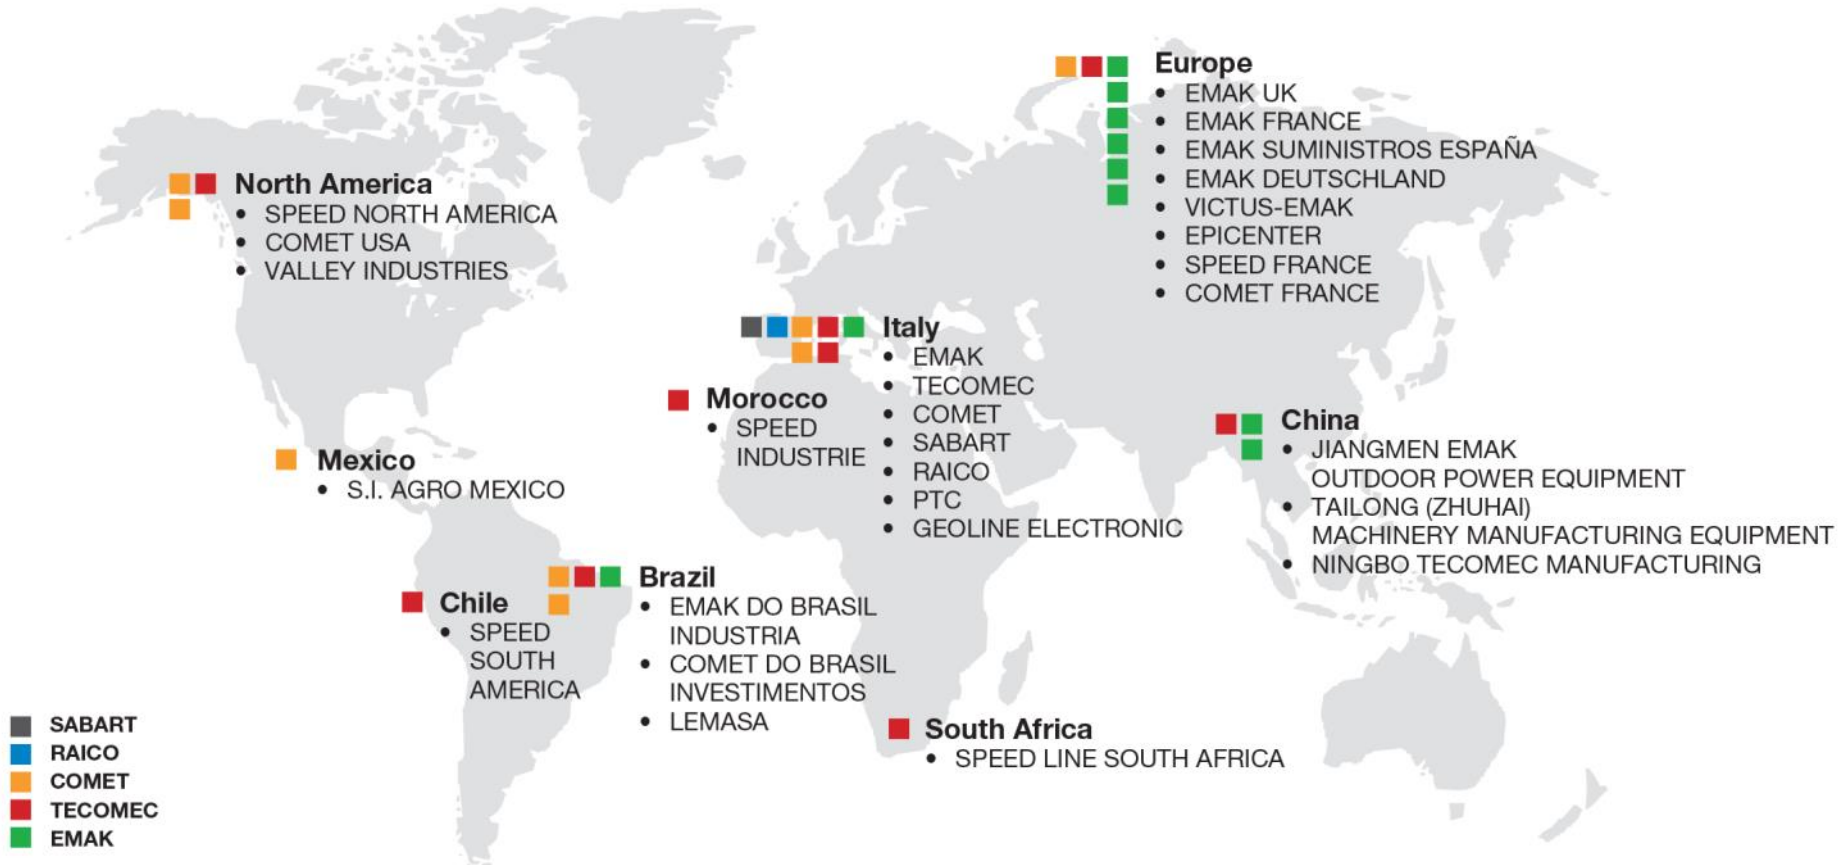 Europe
• EMAK UK
• EMAK FRANCE
• EMAK SUMINISTROS ESPAÑA
• EMAK DEUTSCHLAND
• VICTUS-EMAK
• EPICENTER
• SPEED FRANCE
• COMET FRANCE
North America
• SPEED NORTH AMERICA
• COMET USA
• VALLEY INDUSTRIES
Italy
• EMAK
• TECOMEC
• COMET
• SABART
• RAICO
• PTC
• GEOLINE ELECTRONIC
Morocco
• SPEED
INDUSTRIE
China
• JIANGMEN EMAK
OUTDOOR POWER EQUIPMENT
• TAILONG (ZHUHAI)
MACHINERY MANUFACTURING EQUIPMENT
• NINGBO TECOMEC MANUFACTURING
Mexico
• S.I. AGRO MEXICO
Brazil
• EMAK DO BRASIL
INDUSTRIA
• COMET DO BRASIL
INVESTIMENTOS
• LEMASA
Chile
• SPEED
SOUTH
AMERICA
South Africa
• SPEED LINE SOUTH AFRICA
SABART
RAICO
COMET
TECOMEC
EMAK